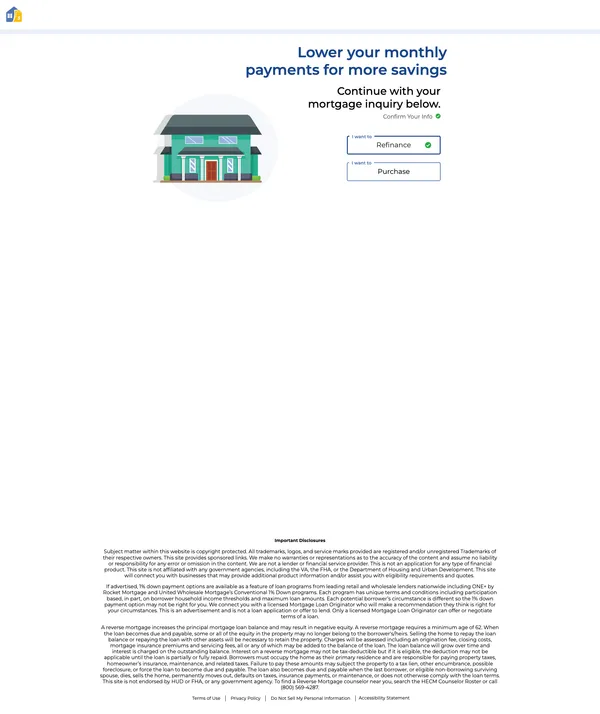 Lower your monthly
payments for more savings
Continue with your
mortgage inquiry below.
Confirm Your Info
I want to
Refinance
I want to
Purchase
Important Disclosures
Subject matter within this website is copyright protected. All trademarks, logos, and service marks provided are registered and/or unregistered Trademarks of
their respective owners. This site provides sponsored links. We make no warranties or representations as to the accuracy of the content and assume no liability
or responsibility for any error or omission in the content. We are not a lender or financial service provider. This is not an application for any type of financial
product. This site is not affiliated with any government agencies, including the VA, the FHA, or the Department of Housing and Urban Development. This site
will connect you with businesses that may provide additional product information and/or assist you with eligibility requirements and quotes.
If advertised, 1% down payment options are available as a feature of loan programs from leading retail and wholesale lenders nationwide including ONE+ by
Rocket Mortgage and United Wholesale Mortgage's Conventional 1% Down programs. Each program has unique terms and conditions including participation
based, in part, on borrower household income thresholds and maximum loan amounts. Each potential borrower's circumstance is different so the 1% down
payment option may not be right for you. We connect you with a licensed Mortgage Loan Originator who will make a recommendation they think is right for
your circumstances. This is an advertisement and is not a loan application or offer to lend. Only a licensed Mortgage Loan Originator can offer or negotiate
terms of a loan.
A reverse mortgage increases the principal mortgage loan balance and may result in negative equity. A reverse mortgage requires a minimum age of 62. When
the loan becomes due and payable, some or all of the equity in the property may no longer belong to the borrower's/heirs. Selling the home to repay the loan
balance or repaying the loan with other assets will be necessary to retain the property. Charges will be assessed including an origination fee, closing costs,
mortgage insurance premiums and servicing fees, all or any of which may be added to the balance of the loan. The loan balance will grow over time and
interest is charged on the outstanding balance. Interest on a reverse mortgage may not be tax-deductible but if it is eligible, the deduction may not be
applicable until the loan is partially or fully repaid. Borrowers must occupy the home as their primary residence and are responsible for paying property taxes,
homeowner's insurance, maintenance, and related taxes. Failure to pay these amounts may subject the property to a tax lien, other encumbrance, possible
foreclosure, or force the loan to become due and payable. The loan also becomes due and payable when the last borrower, or eligible non-borrowing surviving
spouse, dies, sells the home, permanently moves out, defaults on taxes, insurance payments, or maintenance, or does not otherwise comply with the loan terms.
This site is not endorsed by HUD or FHA, or any government agency. To find a Reverse Mortgage counselor near you, search the HECM Counselor Roster or call
(800) 569-4287.
Terms of Use | Privacy Policy | Do Not Sell My Personal Information | Accessibility Statement